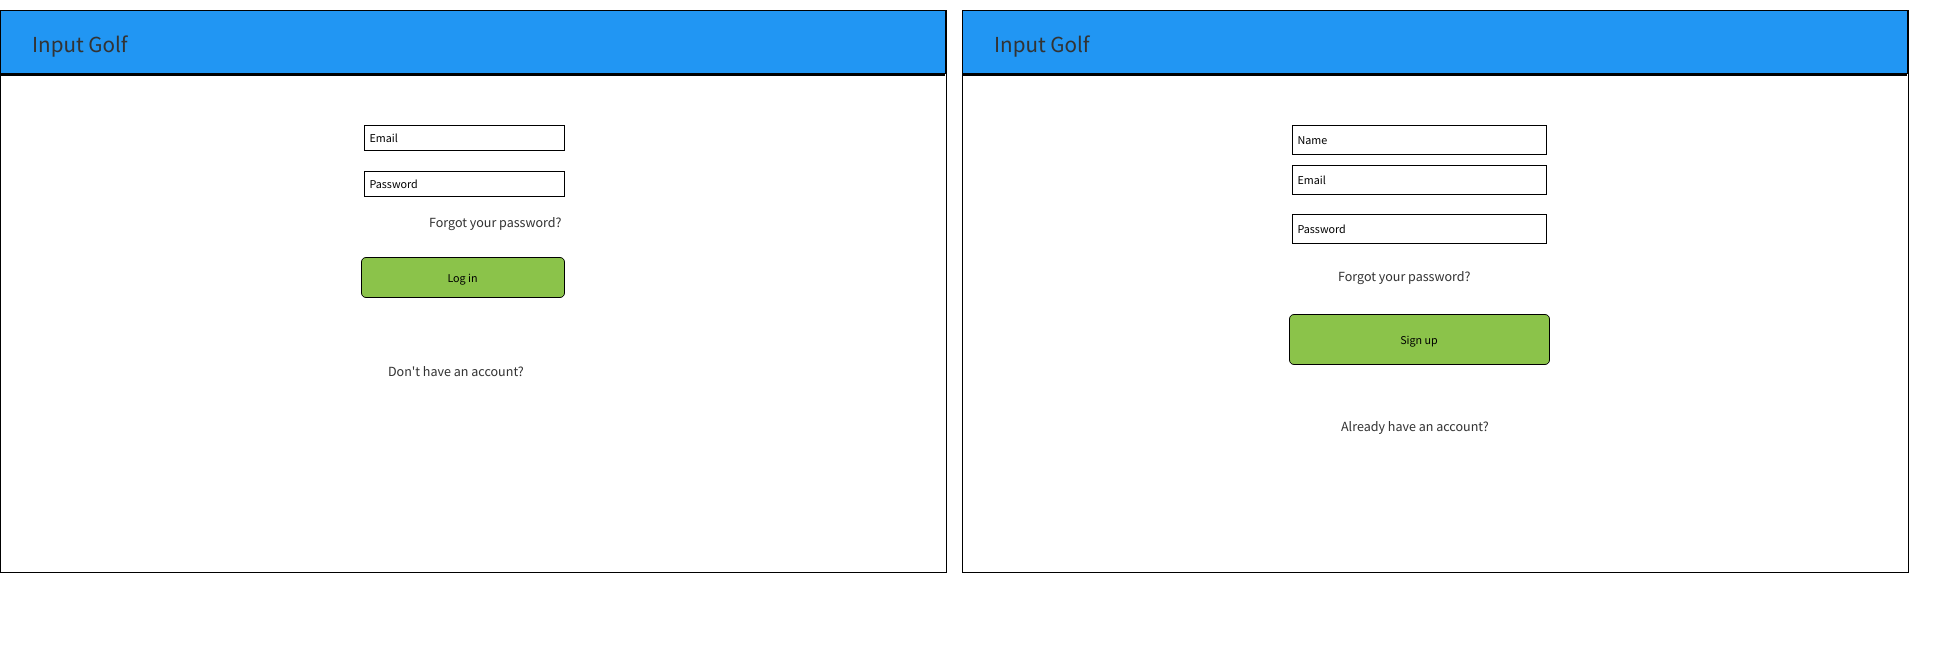 Input Golf
Email
Password
Forgot your password?
Log in
Don't have an account?
Input Golf
Name
Email
Password
Forgot your password?
Sign up
Already have an account?